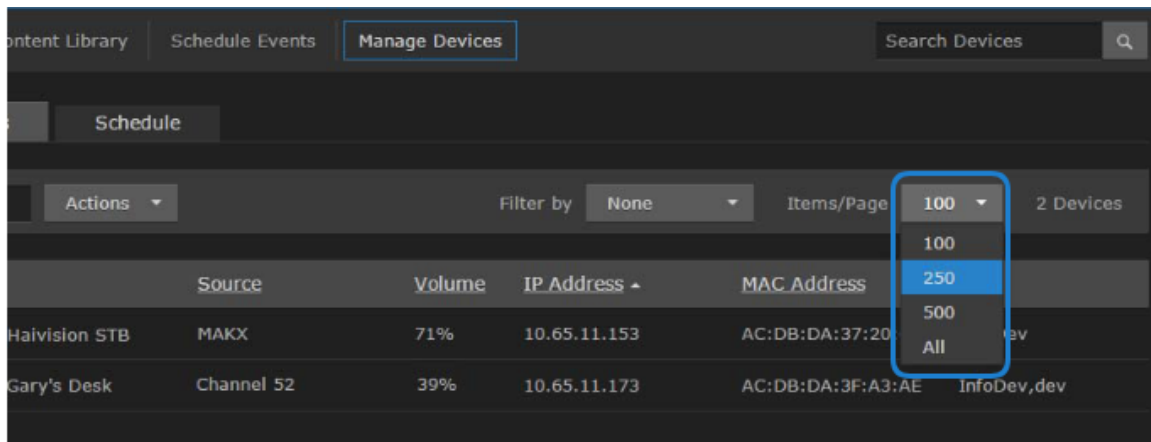 ontent Library Schedule Events Manage Devices Search Devices
Schedule
Actions Filter by None Items/Page 100 2 Devices
100
250
500
All
Source Volume IP Address MAC Address
Haivision STB MAKX 71% 10.65.11.153 AC:DB:DA:37:20 ev
Gary's Desk Channel 52 39% 10.65.11.173 AC:DB:DA:3F:A3:AE InfoDev,dev